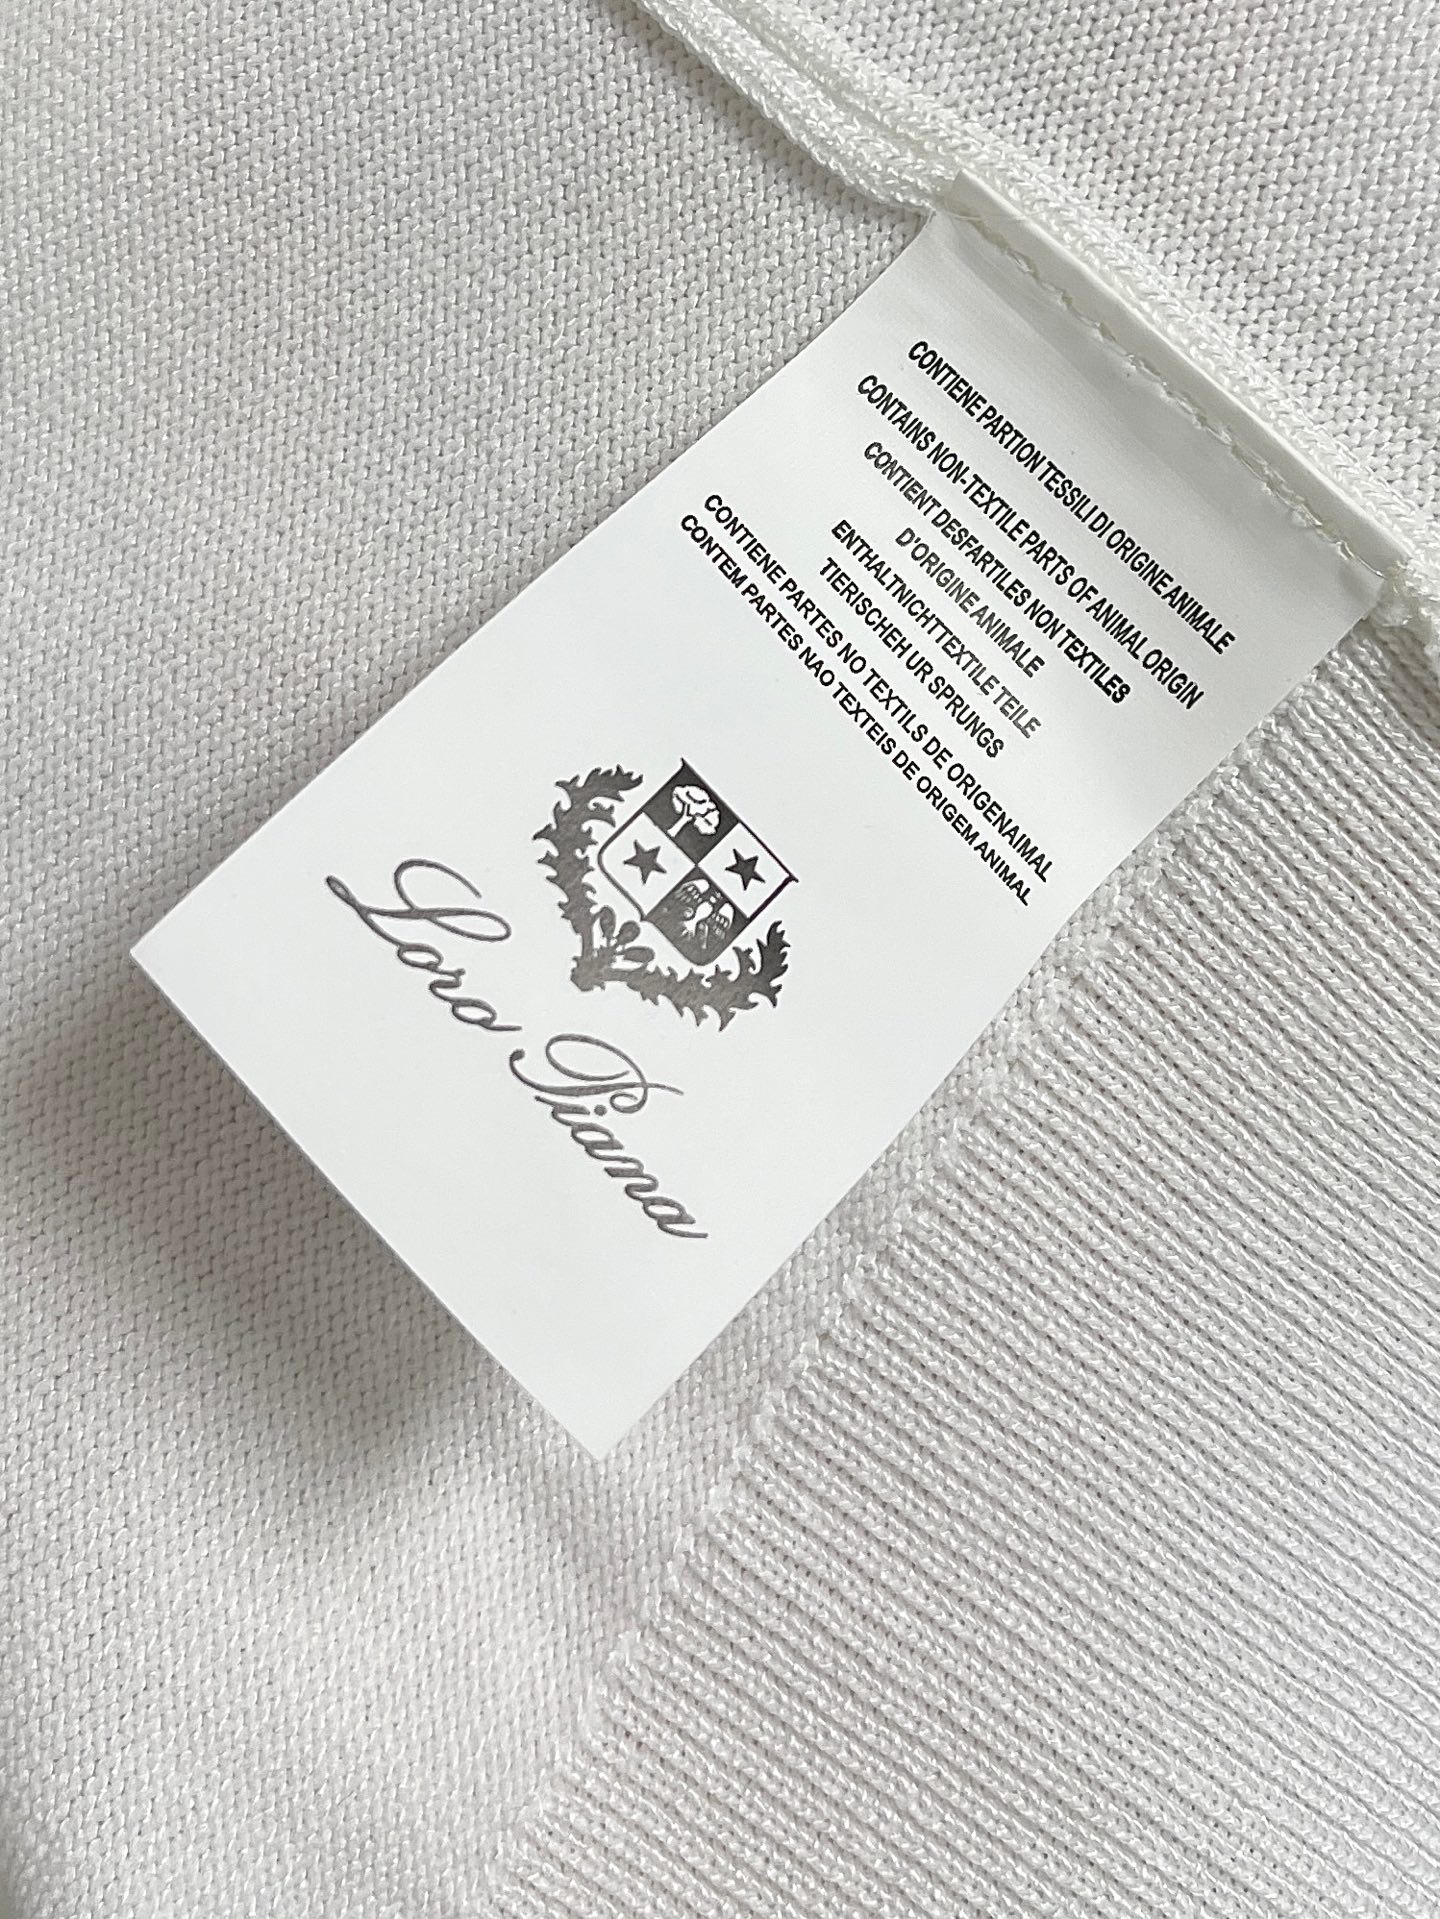 CONTIENE PARTION TESSILI DI ORIGINE ANIMALE
CONTAINS NON-TEXTILE PARTS OF ANIMAL ORIGIN
CONTIENT DESFARTILES NON TEXTILES
D'ORIGINE ANIMALE
ENTHALTNICHTTEXTILE TEILE
TIERISCHEH UR SPRUNGS
CONTIENE PARTES NO TEXTILS DE ORIGENAIMAL
CONTEM PARTES NAO TEXTEIS DE ORIGEM ANIMAL
Loro Piana